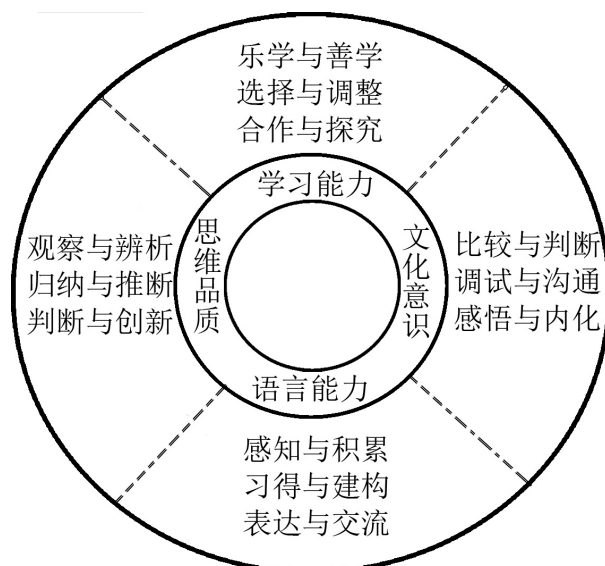 乐学与善学
选择与调整
合作与探究
学习能力
思维品质
观察与辨析
归纳与推断
判断与创新
文化意识
比较与判断
调试与沟通
感悟与内化
语言能力
感知与积累
习得与建构
表达与交流